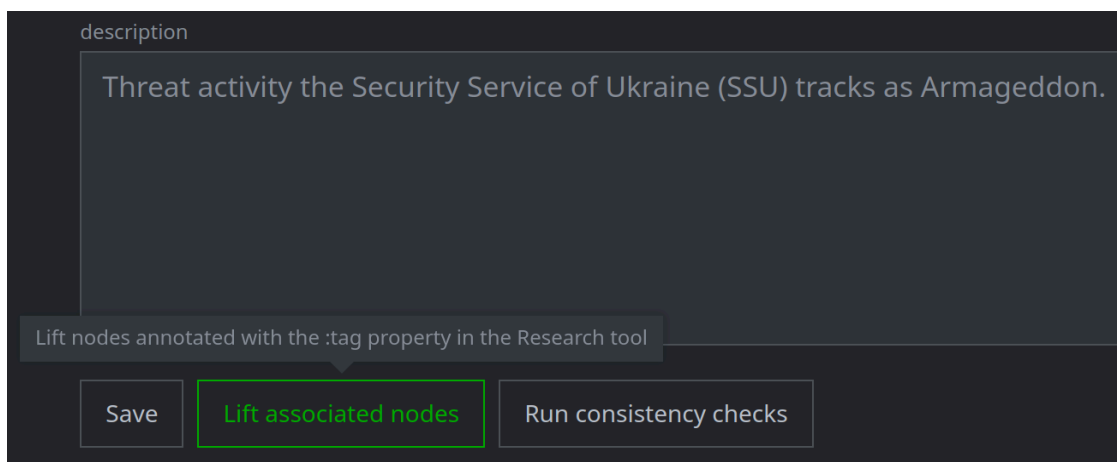 description
Threat activity the Security Service of Ukraine (SSU) tracks as Armageddon.
Lift nodes annotated with the :tag property in the Research tool
Save
Lift associated nodes
Run consistency checks